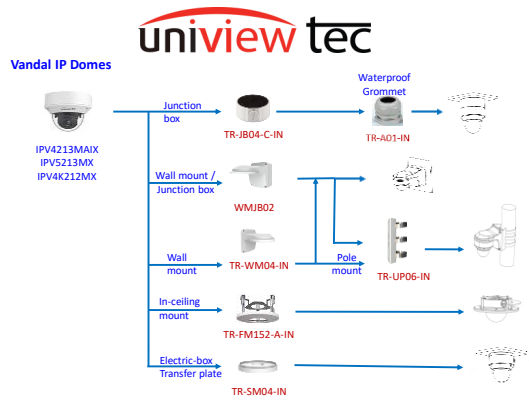 uniview tec
Vandal IP Domes
IPV4213MAIX
IPV5213MX
IPV4K212MX
Junction
box
TR-JB04-C-IN
Waterproof
Grommet
TR-A01-IN
Wall mount /
Junction box
WMJB02
Wall
mount
TR-WM04-IN
Pole
mount
TR-UP06-IN
In-ceiling
mount
TR-FM152-A-IN
Electric-box
Transfer plate
TR-SM04-IN